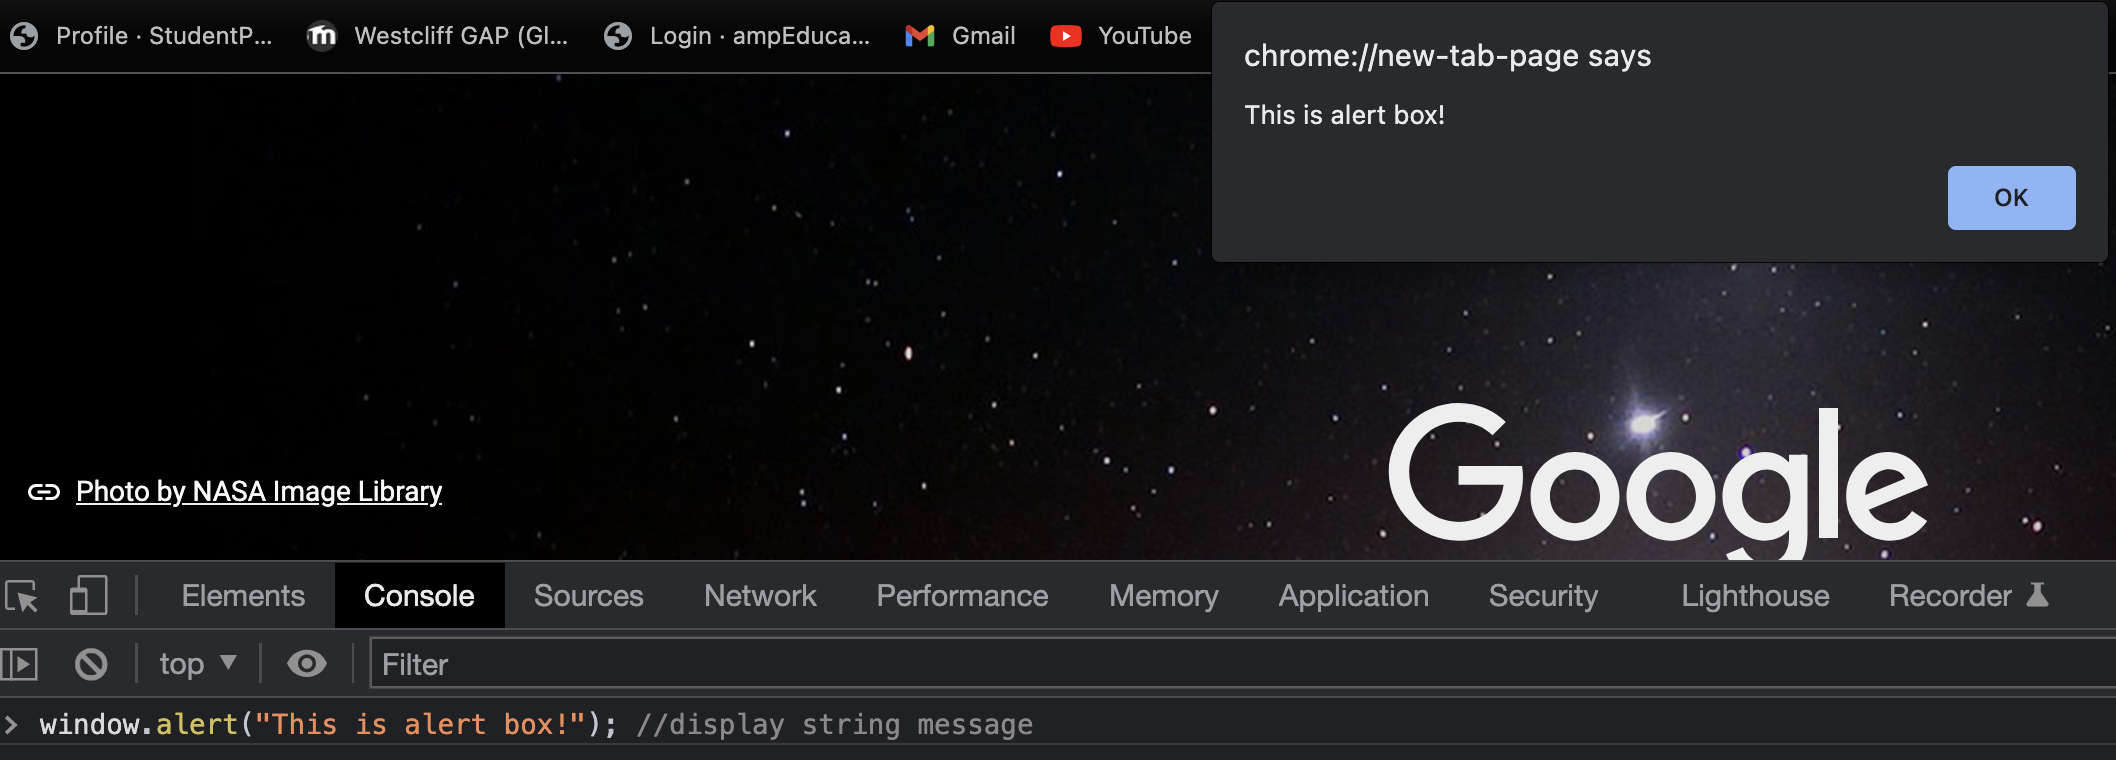 Profile · StudentP...
Westcliff GAP (Gl...
Login · ampEduca...
Gmail
YouTube
chrome://new-tab-page says
This is alert box!
OK
Google
Photo by NASA Image Library
Elements Console Sources Network Performance Memory Application Security Lighthouse Recorder
top Filter
window.alert("This is alert box!"); //display string message